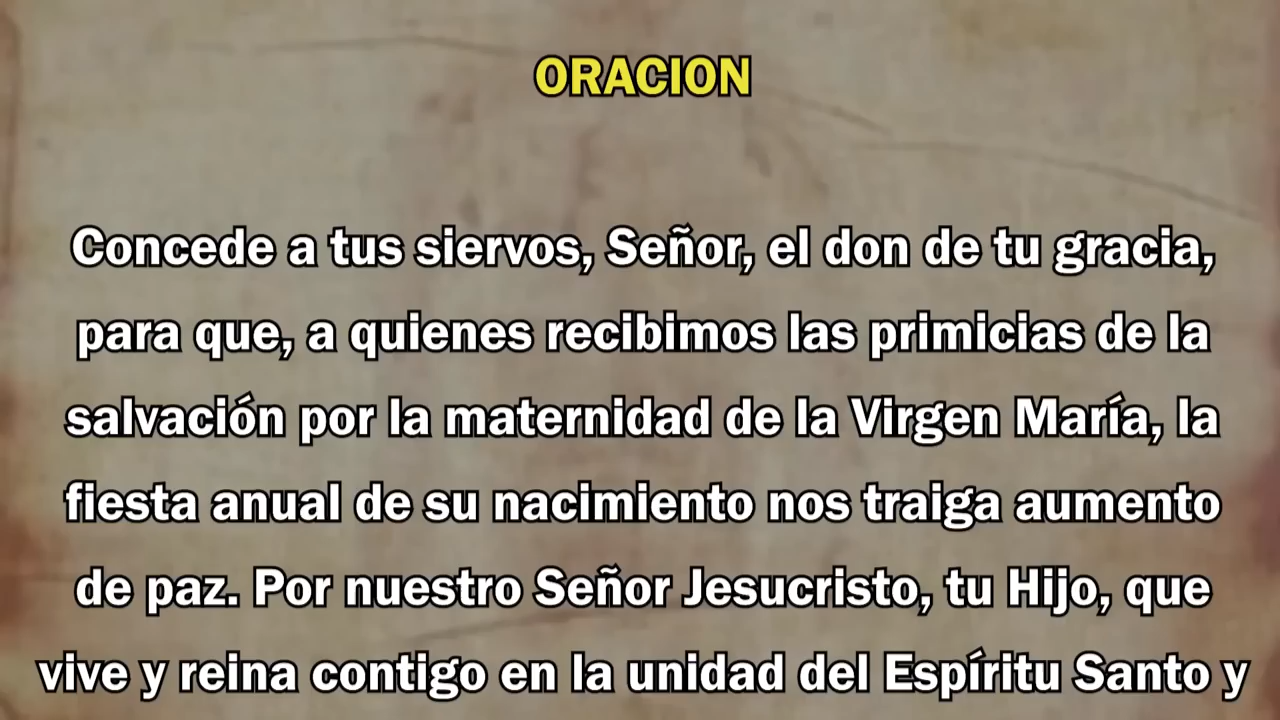 ORACION
Concede a tus siervos, Señor, el don de tu gracia,
para que, a quienes recibimos las primicias de la
salvación por la maternidad de la Virgen María, la
fiesta anual de su nacimiento nos traiga aumento
de paz. Por nuestro Señor Jesucristo, tu Hijo, que
vive y reina contigo en la unidad del Espíritu Santo y